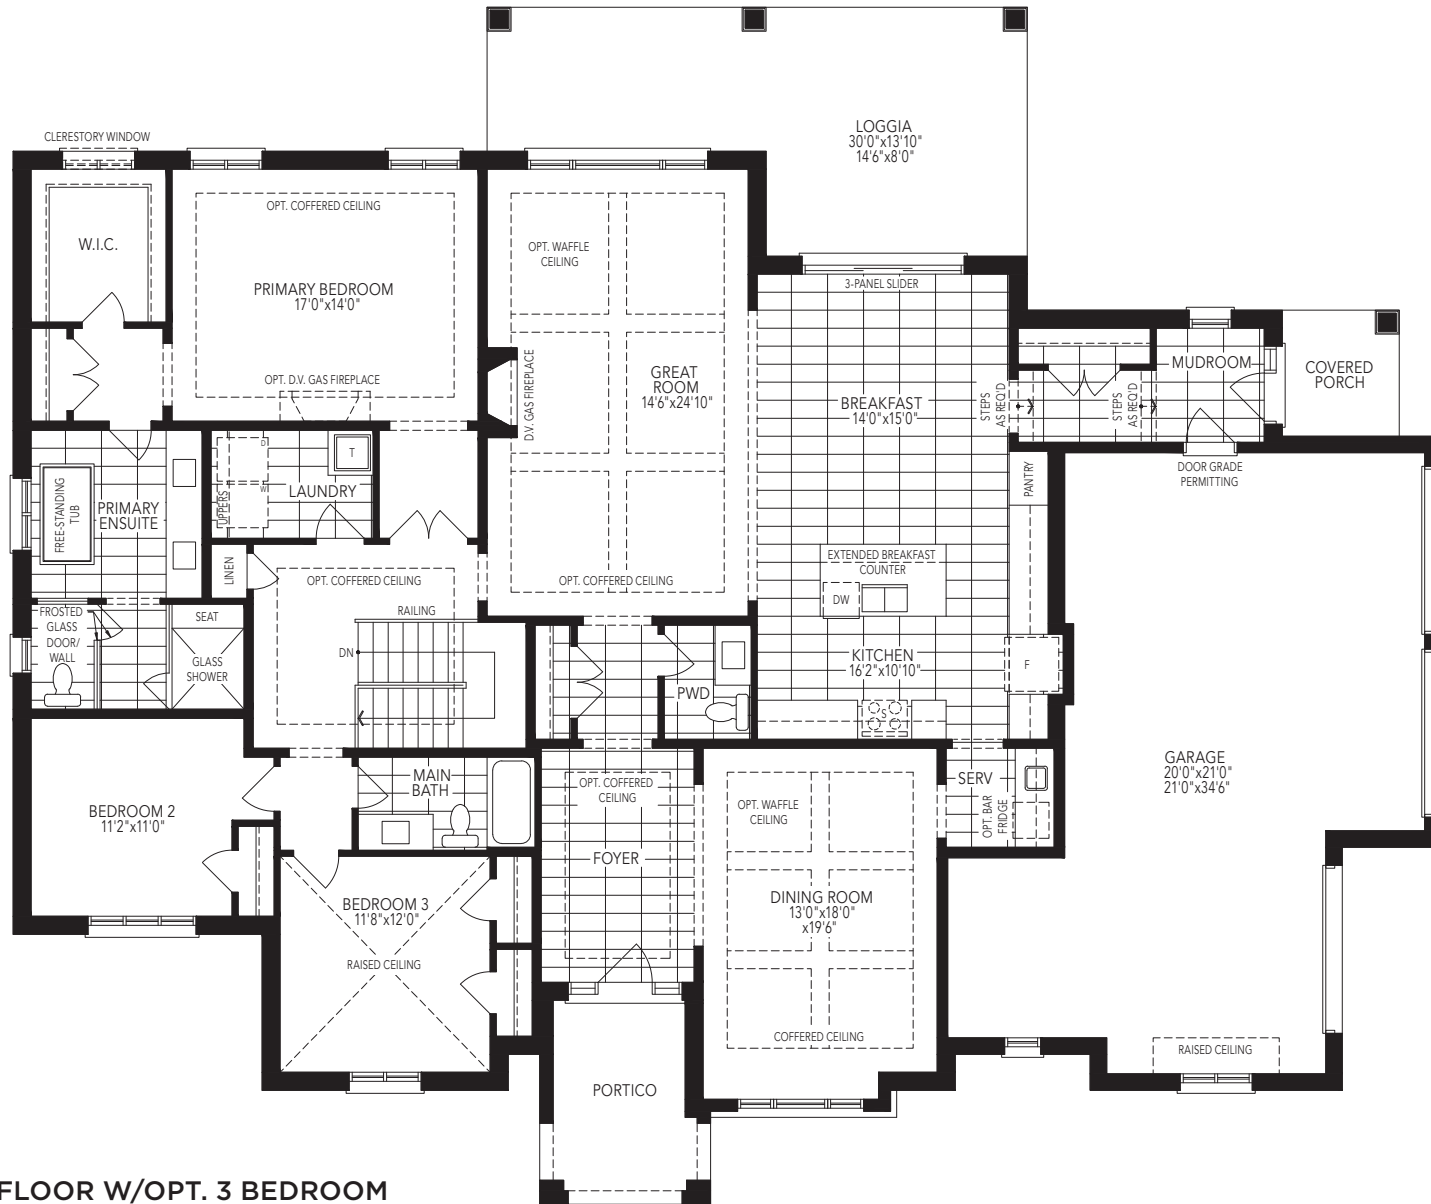 LOGGIA
30'0"x13'10"
14'6"x8'0"
CLERESTORY WINDOW
W.I.C.
OPT. COFFERED CEILING
PRIMARY BEDROOM
17'0"x14'0"
OPT. D.V. GAS FIREPLACE
OPT. WAFFLE
CEILING
D.V. GAS FIREPLACE
GREAT
ROOM
14'6"x24'10"
OPT. COFFERED CEILING
3-PANEL SLIDER
BREAKFAST
14'0"x15'0"
STEPS
AS REQ'D
STEPS
AS REQ'D
MUDROOM
COVERED
PORCH
DOOR GRADE
PERMITTING
PANTRY
FREE-STANDING
TUB
PRIMARY
ENSUITE
D
W
UPPERS
T
LAUNDRY
LINEN
OPT. COFFERED CEILING
RAILING
DN
FROSTED
GLASS
DOOR/
WALL
SEAT
GLASS
SHOWER
EXTENDED BREAKFAST
COUNTER
DW
KITCHEN
16'2"x10'10"
F
S
PWD
BEDROOM 2
11'2"x11'0"
MAIN
BATH
OPT. COFFERED
CEILING
FOYER
OPT. WAFFLE
CEILING
DINING ROOM
13'0"x18'0"
x19'6"
COFFERED CEILING
SERV
OPT. BAR
FRIDGE
GARAGE
20'0"x21'0"
21'0"x34'6"
RAISED CEILING
BEDROOM 3
11'8"x12'0"
RAISED CEILING
PORTICO
FLOOR W/OPT. 3 BEDROOM